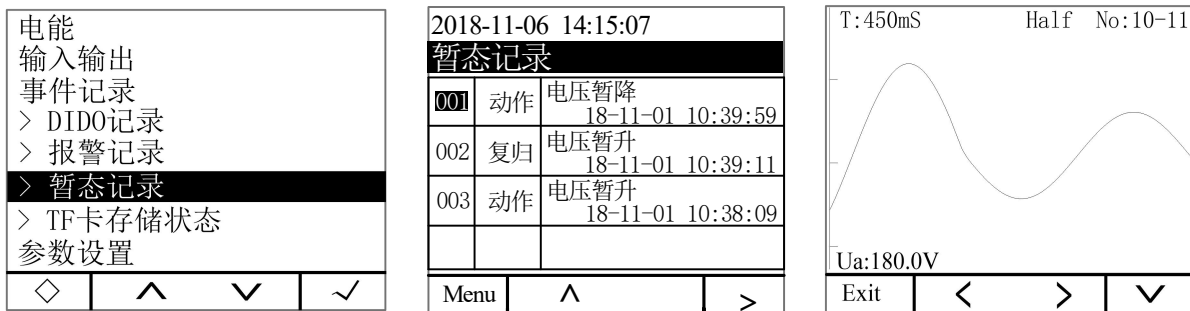 电能
输入输出
事件记录
> DIDO记录
> 报警记录
> 暂态记录
> TF卡存储状态
参数设置
2018-11-06 14:15:07
暂态记录
001 动作 电压暂降
18-11-01 10:39:59
002 复归 电压暂升
18-11-01 10:39:11
003 动作 电压暂升
18-11-01 10:38:09
Menu
T:450mS Half No:10-11
Ua:180.0V
Exit